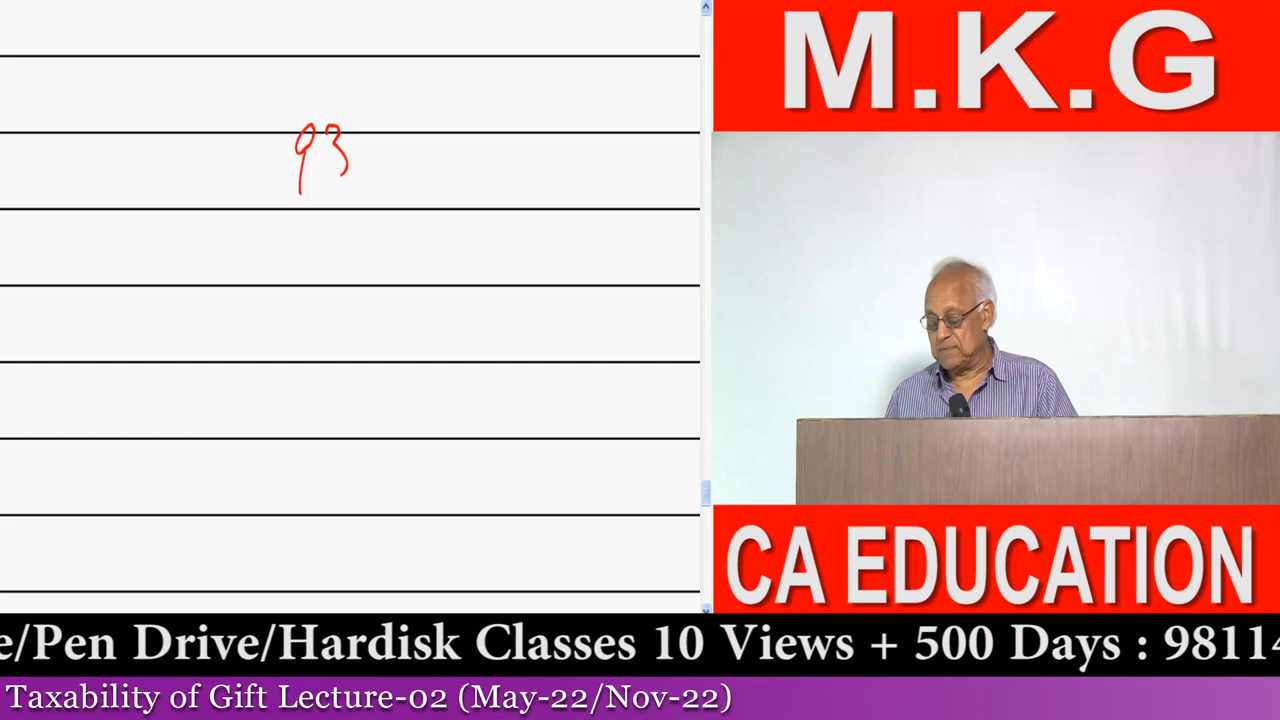 M.K.G
93
CA EDUCATION
e/Pen Drive/Hardisk Classes 10 Views + 500 Days : 98114
Taxability of Gift Lecture-02 (May-22/Nov-22)